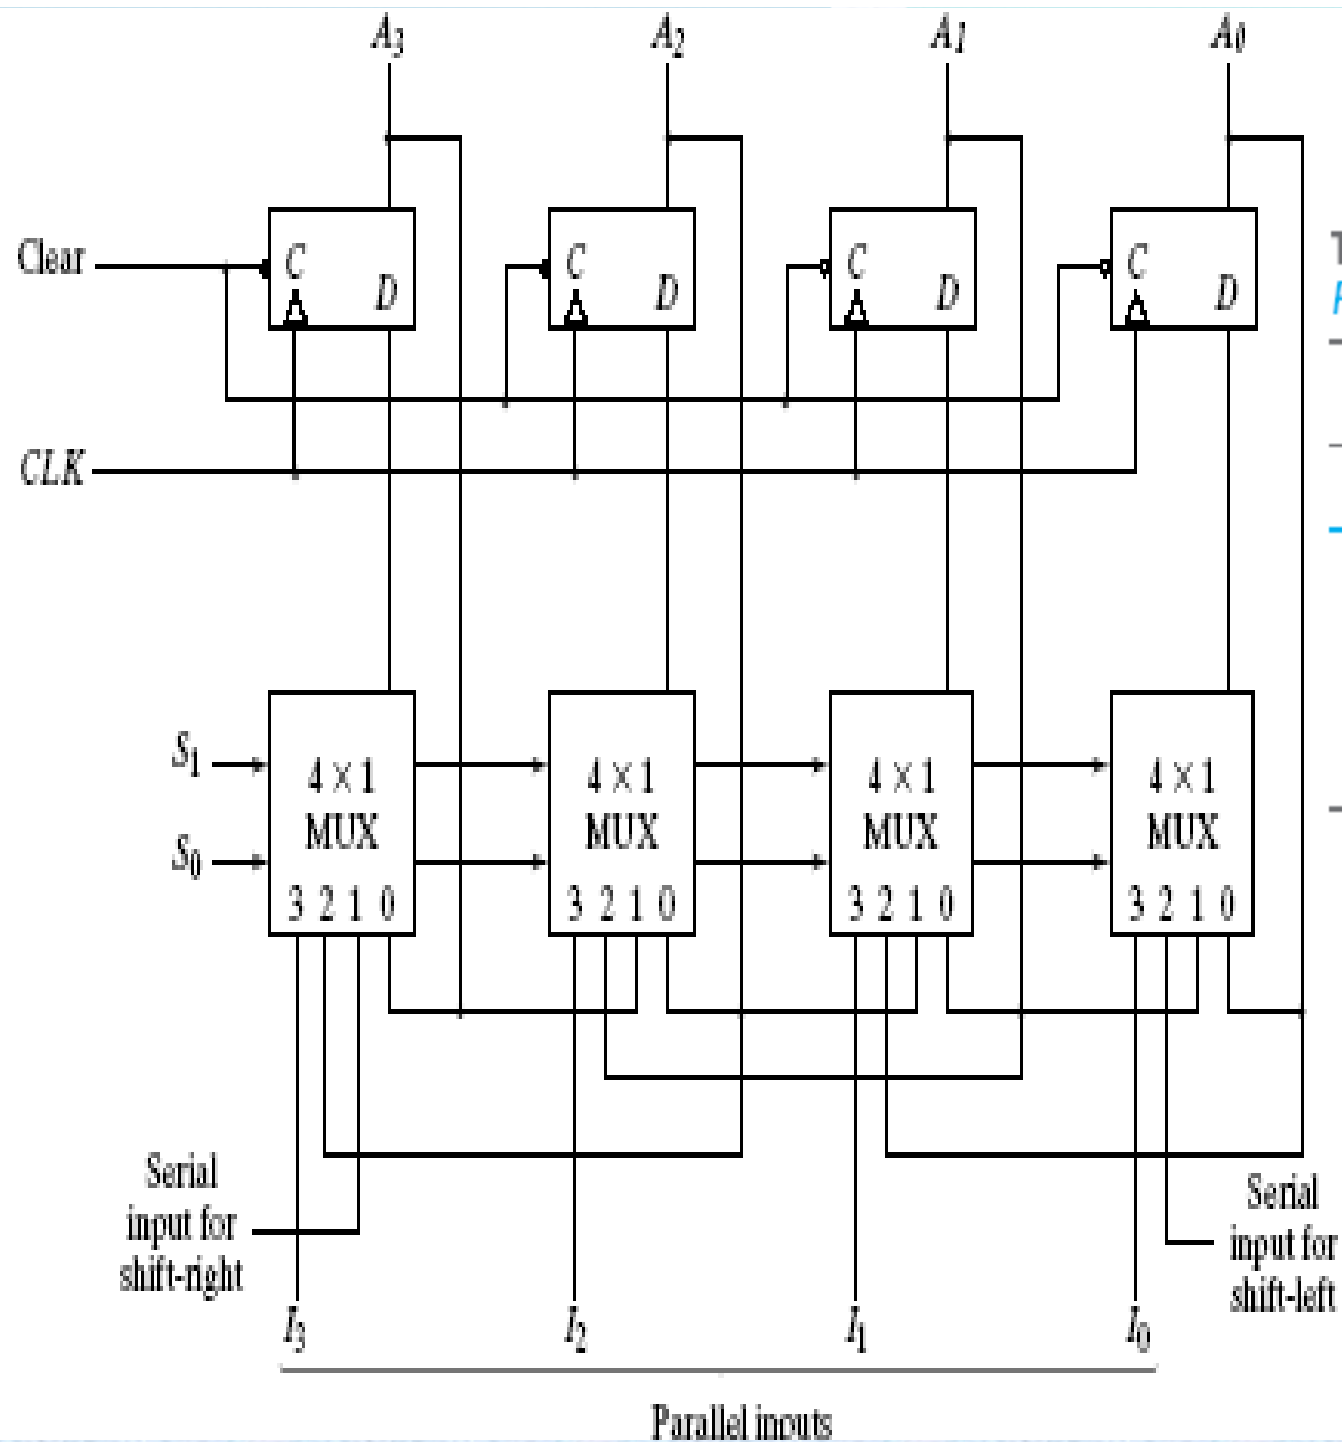 A3 A2 A1 A0
Clear
C D C D C D C D
CLK
S1
4 × 1 4 × 1 4 × 1 4 × 1
MUX MUX MUX MUX
S0
3 2 1 0 3 2 1 0 3 2 1 0 3 2 1 0
Serial
input for
shift-right
Serial
input for
shift-left
I3 I2 I1 I0
Parallel inputs